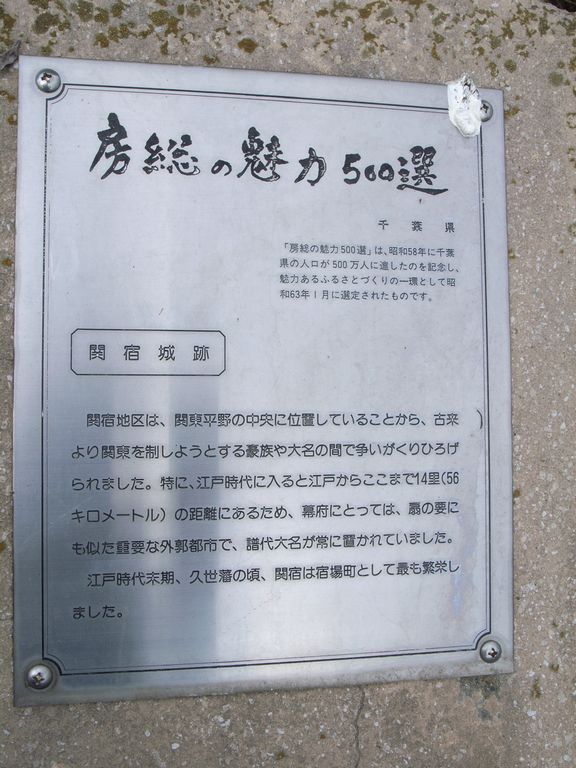 房総の魅力500選
千葉県
「房総の魅力500選」は、昭和58年に千葉
県の人口が500万人に達したのを記念し、
魅力あるふるさとづくりの一環として昭
和63年1月に選定されたものです。
関宿城跡
関宿地区は、関東平野の中央に位置していることから、古来
より関東を制しようとする豪族や大名の間で争いがくりひろげ
られました。特に、江戸時代に入ると江戸からここまで14里(56
キロメートル)の距離にあるため、幕府にとっては、扇の要に
も似た重要な外郭都市で、譜代大名が常に置かれていました。
江戸時代末期、久世藩の頃、関宿は宿場町として最も繁栄し
ました。